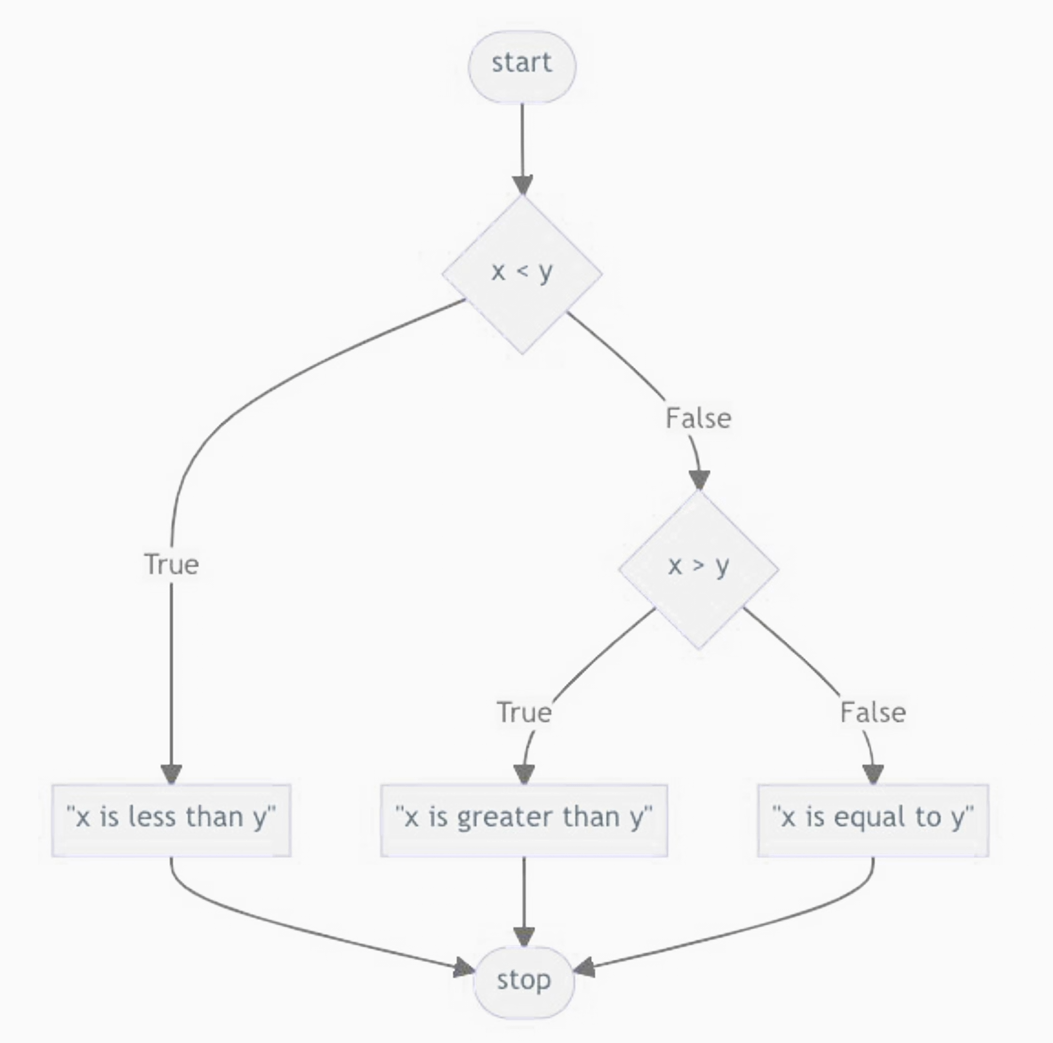 start
x < y
False
True
x > y
True
False
"x is less than y"
"x is greater than y"
"x is equal to y"
stop